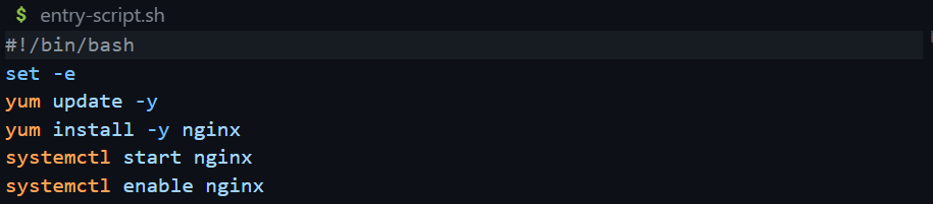 $ entry-script.sh
#!/bin/bash
set -e
yum update -y
yum install -y nginx
systemctl start nginx
systemctl enable nginx